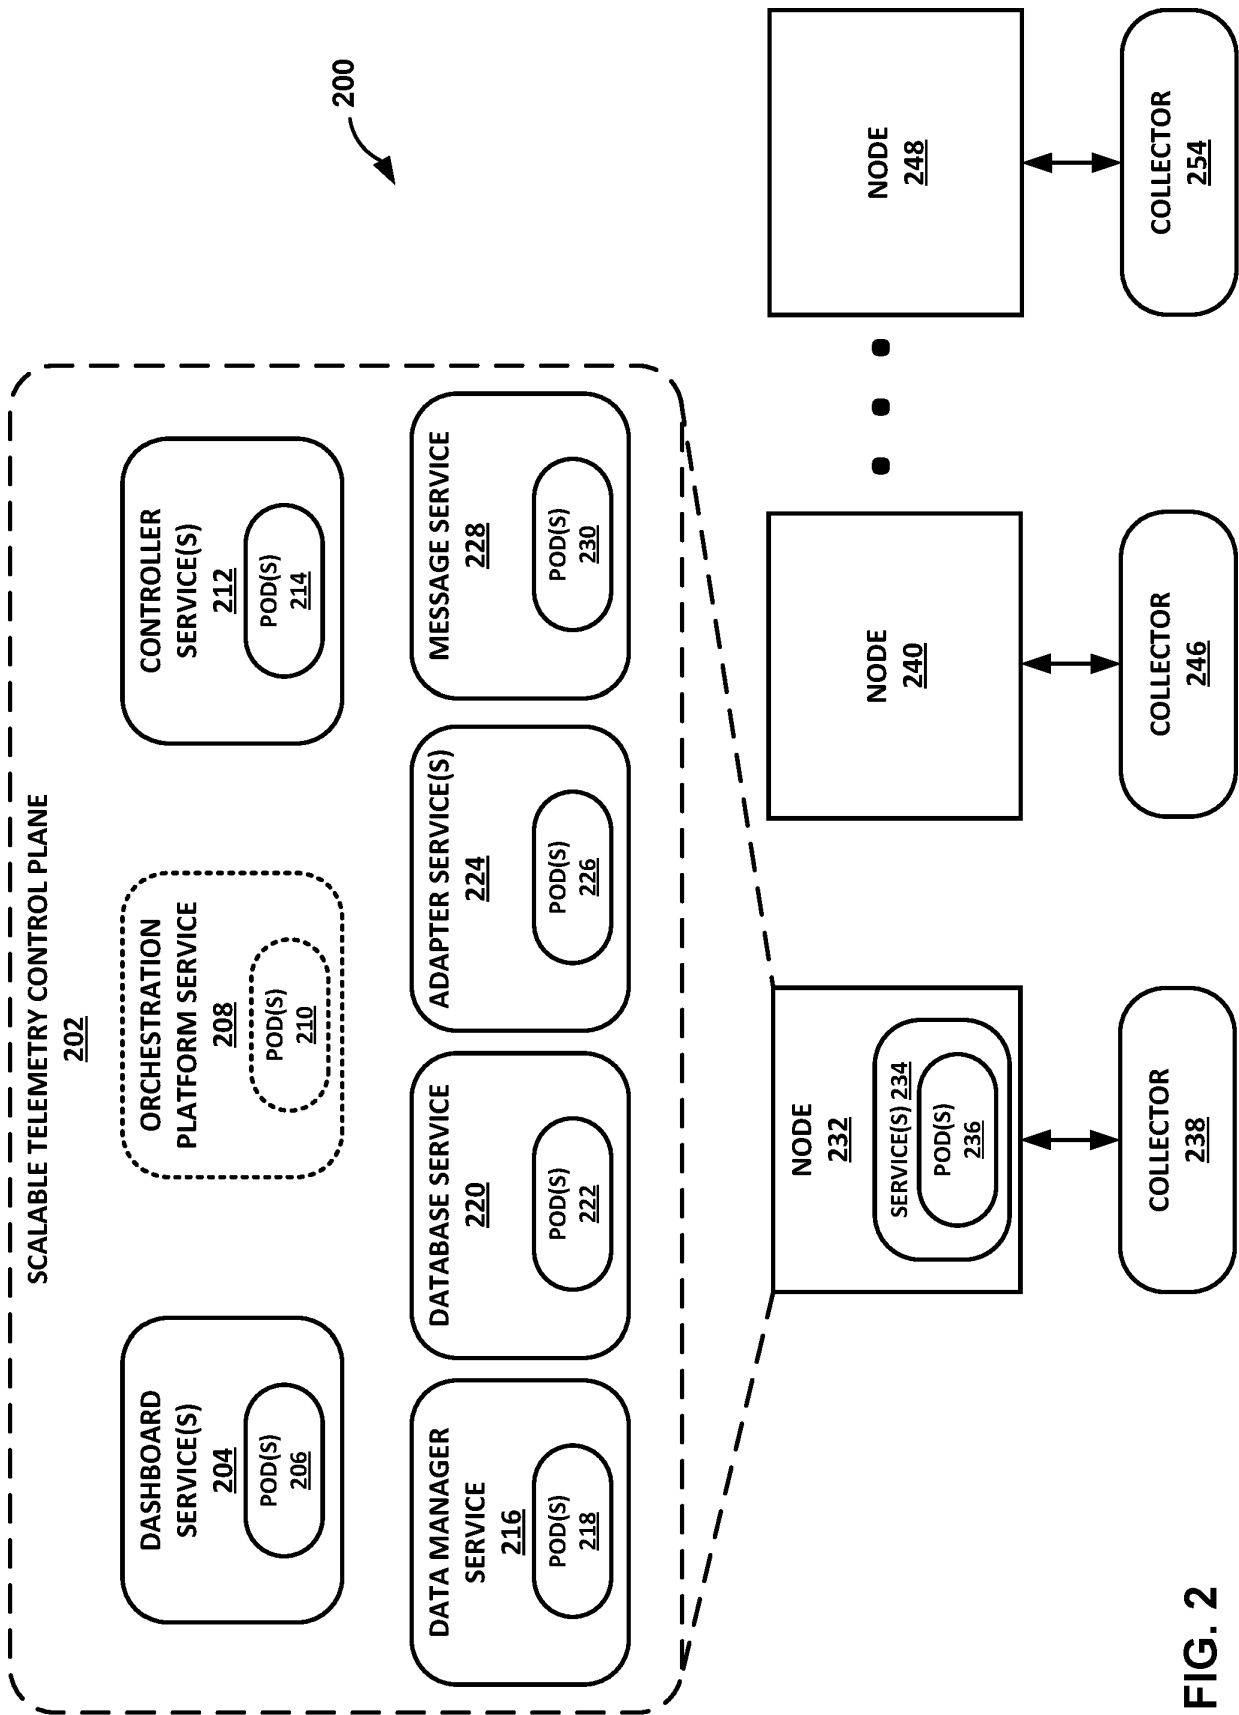 200
SCALABLE TELEMETRY CONTROL PLANE
202
DASHBOARD
SERVICE(S)
204
POD(S)
206
ORCHESTRATION
PLATFORM SERVICE
208
POD(S)
210
CONTROLLER
SERVICE(S)
212
POD(S)
214
DATA MANAGER
SERVICE
216
POD(S)
218
DATABASE SERVICE
220
POD(S)
222
ADAPTER SERVICE(S)
224
POD(S)
226
MESSAGE SERVICE
228
POD(S)
230
NODE
232
SERVICE(S) 234
POD(S)
236
NODE
240
NODE
248
COLLECTOR
238
COLLECTOR
246
COLLECTOR
254
FIG. 2